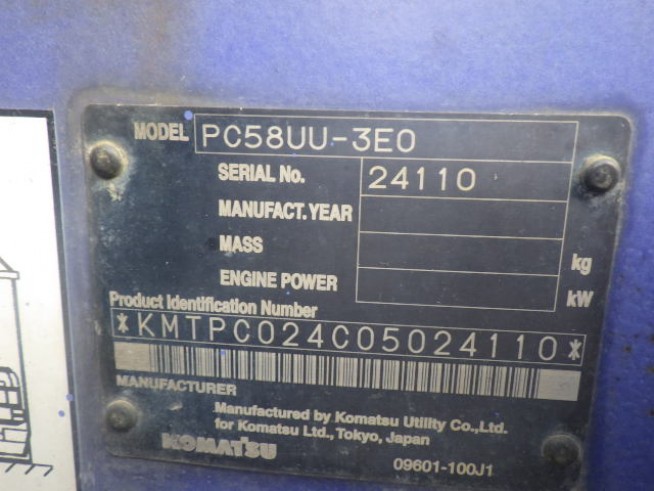 MODEL PC58UU-3E0
SERIAL No. 24110
MANUFACT. YEAR
MASS kg
ENGINE POWER kW
Product Identification Number
*KMTPC024C05024110*
MANUFACTURER
Manufactured by Komatsu Utility Co.,Ltd.
for Komatsu Ltd., Tokyo, Japan
KOMATSU
09601-100J1